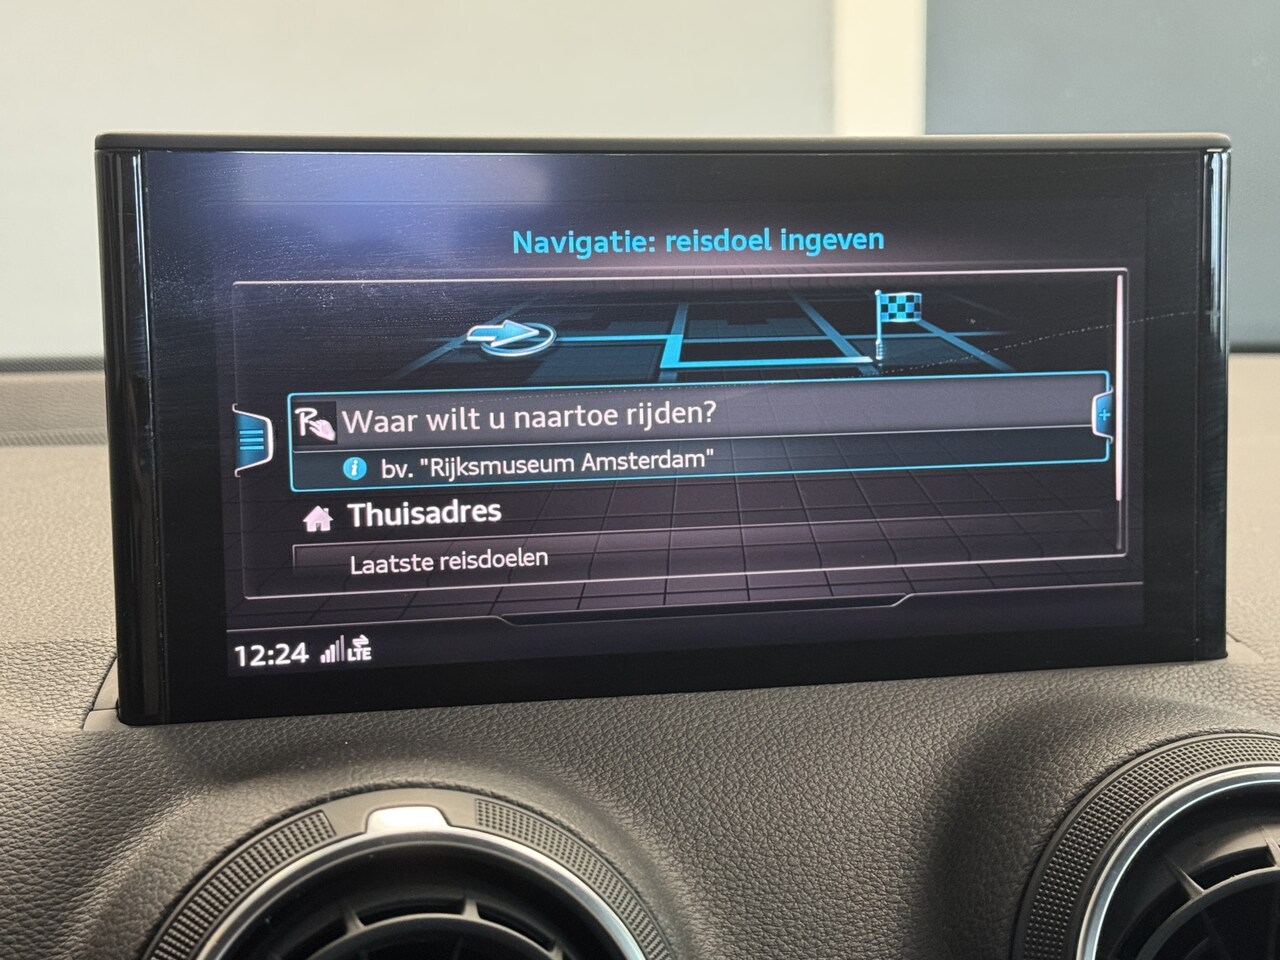 Navigatie: reisdoel ingeven
Waar wilt u naartoe rijden?
bv. "Rijksmuseum Amsterdam"
Thuisadres
Laatste reisdoelen
12:24 LTE